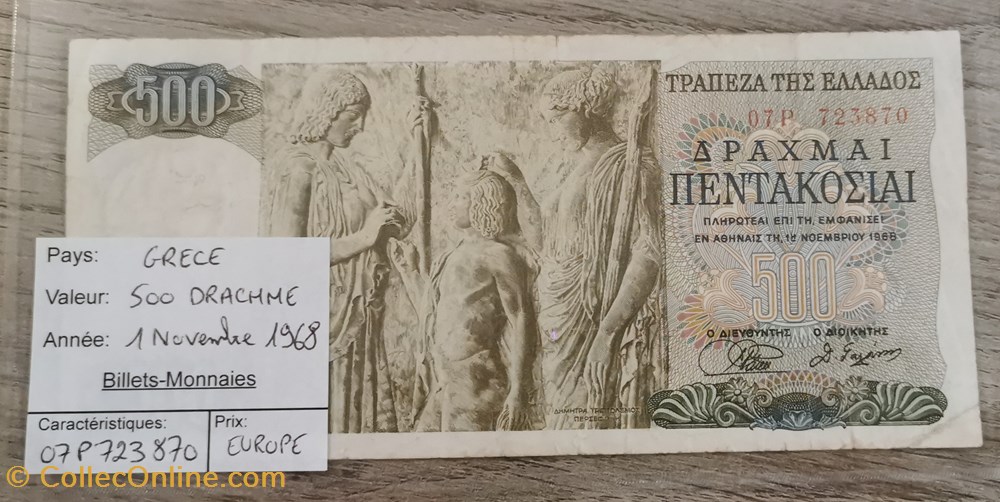 500
ΤΡΑΠΕΖΑ ΤΗΣ ΕΛΛΑΔΟΣ
07Ρ 723870
ΔΡΑΧΜΑΙ
ΠΕΝΤΑΚΟΣΙΑΙ
ΠΛΗΡΩΤΕΑΙ ΕΠΙ ΤΗ, ΕΜΦΑΝΙΣΕΙ
ΕΝ ΑΘΗΝΑΙΣ ΤΗ, 1Η ΝΟΕΜΒΡΙΟΥ 1968
500
Ο ΔΙΕΥΘΥΝΤΗΣ Ο ΔΙΟΙΚΗΤΗΣ
ΔΗΜΗΤΡΑ ΤΡΙΠΤΟΛΕΜΟΣ
Pays: GRECE
Valeur: 500 DRACHME
Année: 1 Novembre 1968
Billets-Monnaies
Caractéristiques:
07P723870
Prix:
EUROPE
© CollecOnline.com